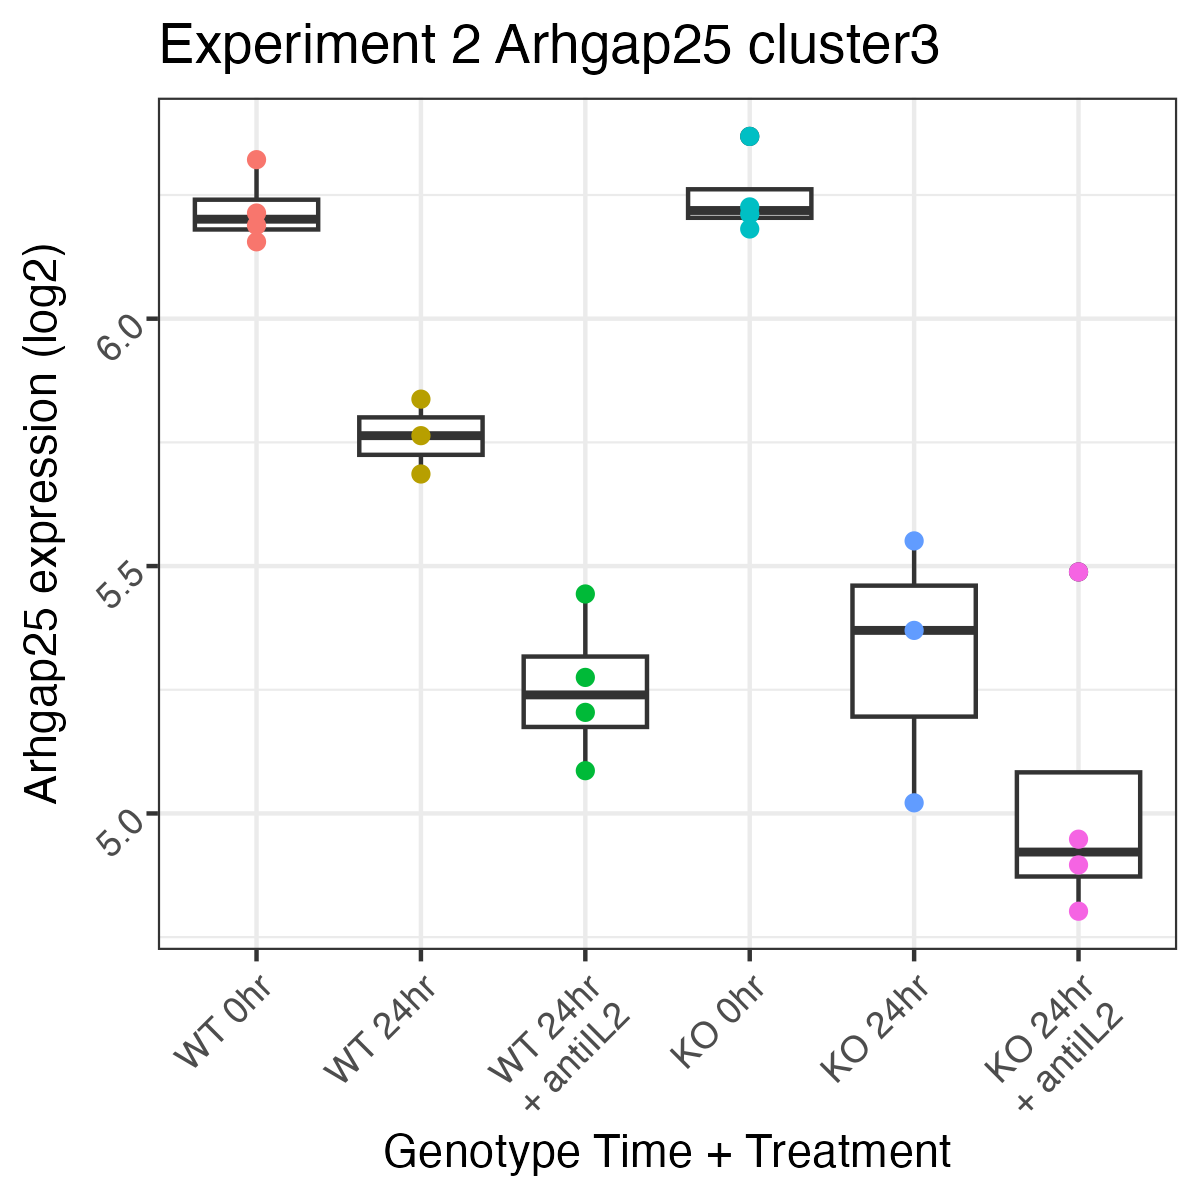 Experiment 2 Arhgap25 cluster3
Arhgap25 expression (log2)
6.0
5.5
5.0
WT 0hr
WT 24hr
WT 24hr
+ antiIL2
KO 0hr
KO 24hr
KO 24hr
+ antiIL2
Genotype Time + Treatment